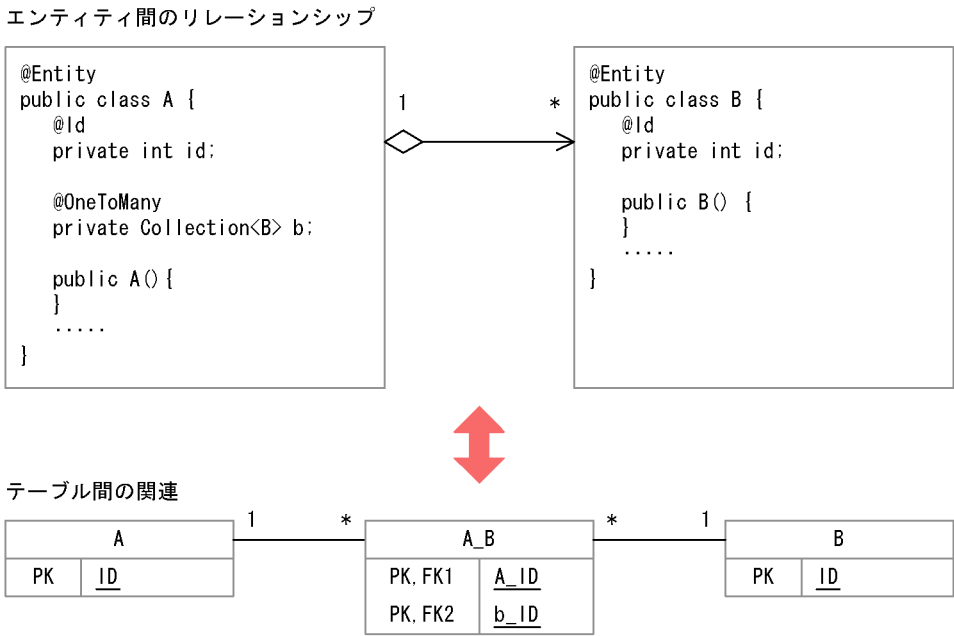 エンティティ間のリレーションシップ
@Entity
public class A {
@Id
private int id;
@OneToMany
private Collection<B> b;
public A(){
}
.....
}
1
*
@Entity
public class B {
@Id
private int id;
public B() {
}
.....
}
テーブル間の関連
A
PK ID
1
*
A_B
PK,FK1 A_ID
PK,FK2 b_ID
*
1
B
PK ID